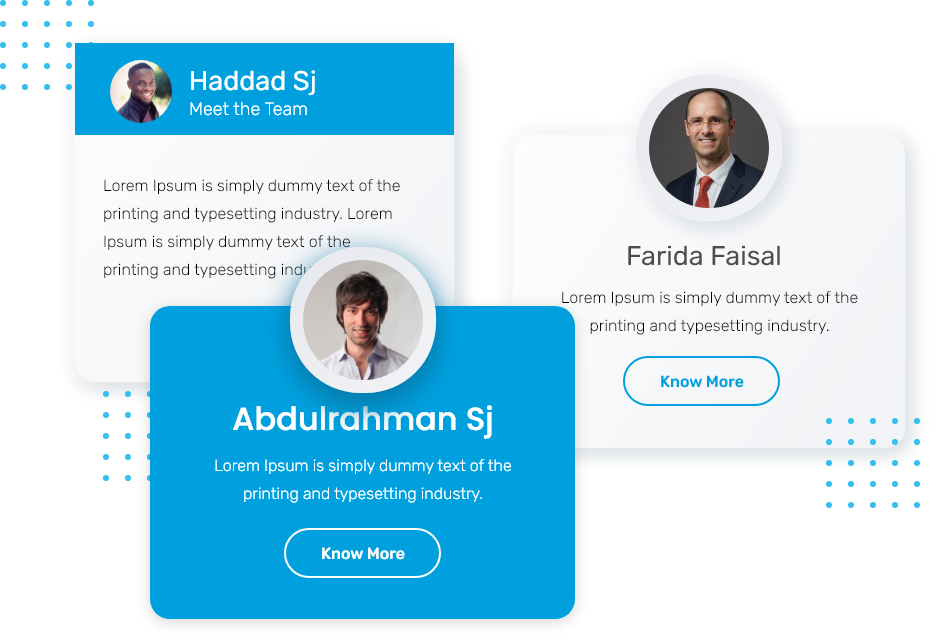 Haddad Sj
Meet the Team
Lorem Ipsum is simply dummy text of the
printing and typesetting industry. Lorem
Ipsum is simply dummy text of the
printing and typesetting
Farida Faisal
Lorem Ipsum is simply dummy text of the
printing and typesetting industry.
Know More
Abdulrahman Sj
Lorem Ipsum is simply dummy text of the
printing and typesetting industry.
Know More